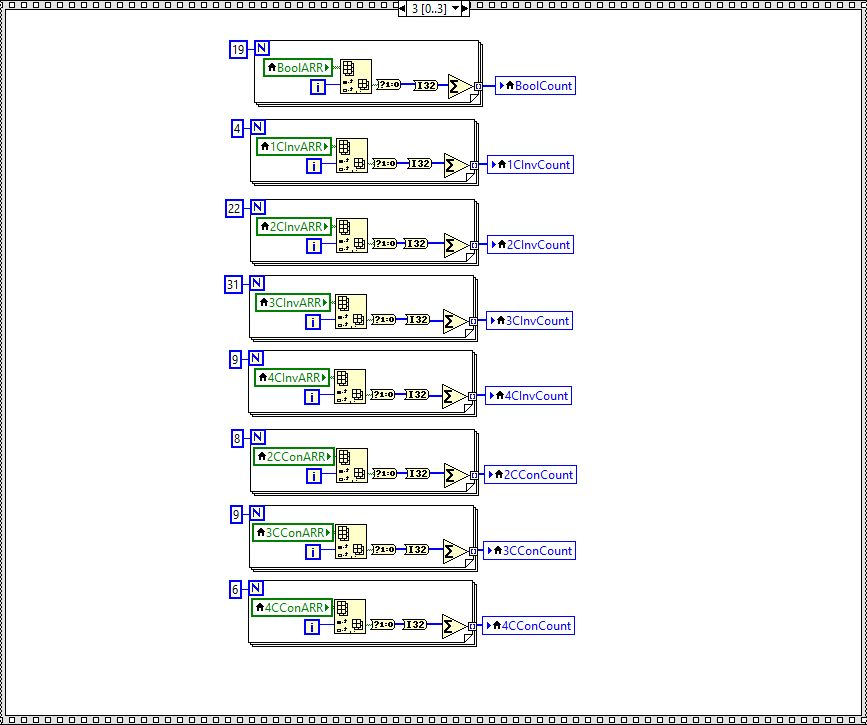 3 [0..3]
19 N
BoolARR
i ?1:0 I32 Σ BoolCount
4 N
1CInvARR
i ?1:0 I32 Σ 1CInvCount
22 N
2CInvARR
i ?1:0 I32 Σ 2CInvCount
31 N
3CInvARR
i ?1:0 I32 Σ 3CInvCount
9 N
4CInvARR
i ?1:0 I32 Σ 4CInvCount
8 N
2CConARR
i ?1:0 I32 Σ 2CConCount
9 N
3CConARR
i ?1:0 I32 Σ 3CConCount
6 N
4CConARR
i ?1:0 I32 Σ 4CConCount